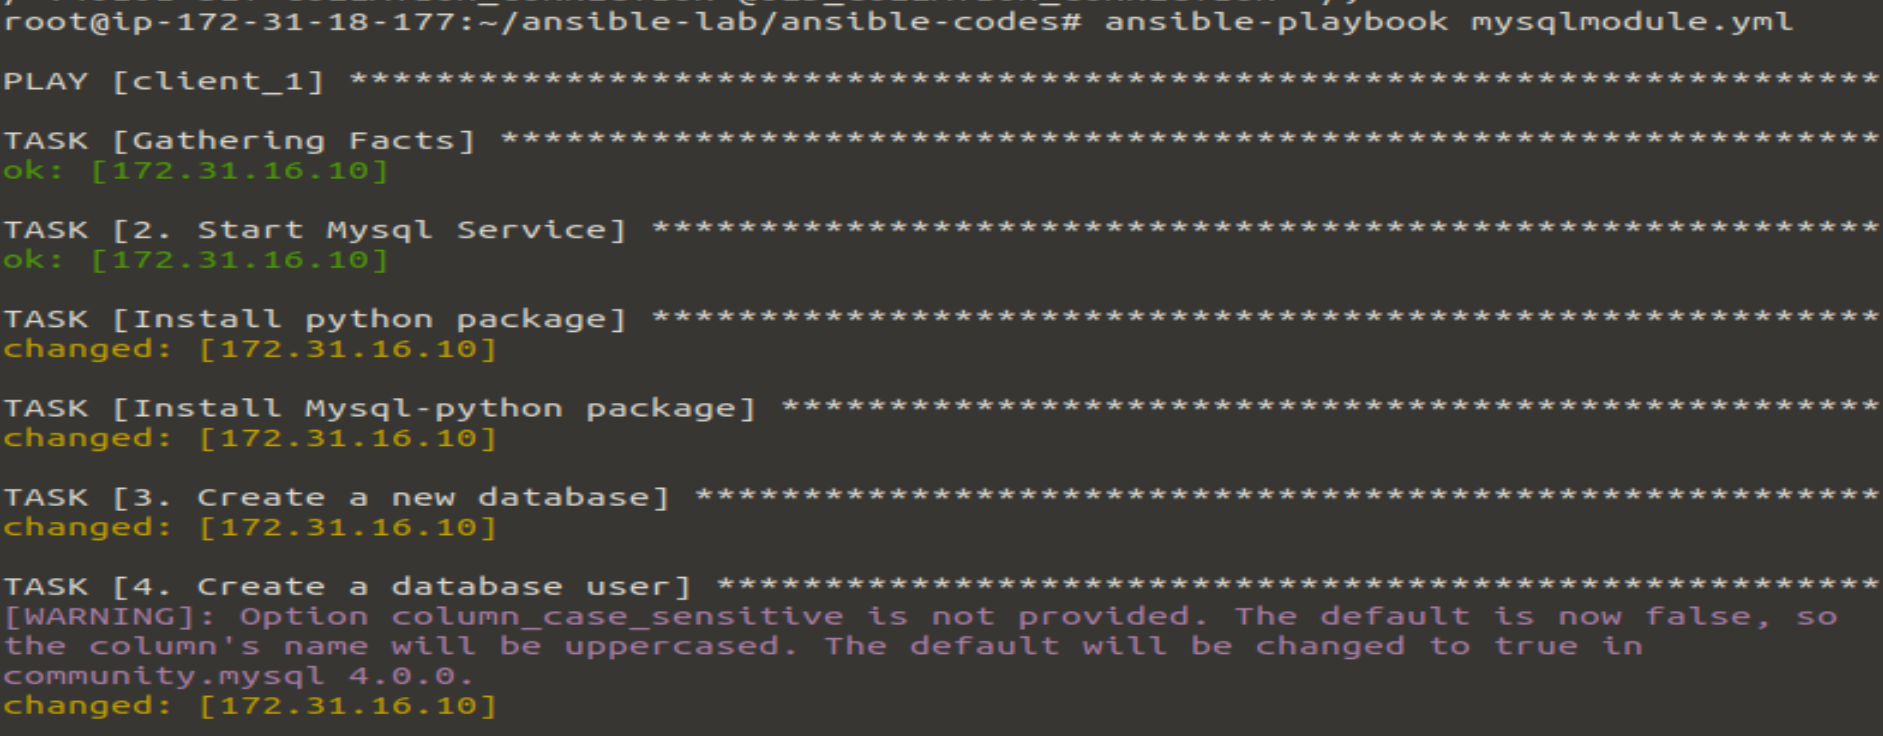 root@ip-172-31-18-177:~/ansible-lab/ansible-codes# ansible-playbook mysqlmodule.yml
PLAY [client_1] ***********************************************************************
TASK [Gathering Facts] ****************************************************************
ok: [172.31.16.10]
TASK [2. Start Mysql Service] *********************************************************
ok: [172.31.16.10]
TASK [Install python package] *********************************************************
changed: [172.31.16.10]
TASK [Install Mysql-python package] ***************************************************
changed: [172.31.16.10]
TASK [3. Create a new database] *******************************************************
changed: [172.31.16.10]
TASK [4. Create a database user] ******************************************************
[WARNING]: Option column_case_sensitive is not provided. The default is now false, so
the column's name will be uppercased. The default will be changed to true in
community.mysql 4.0.0.
changed: [172.31.16.10]